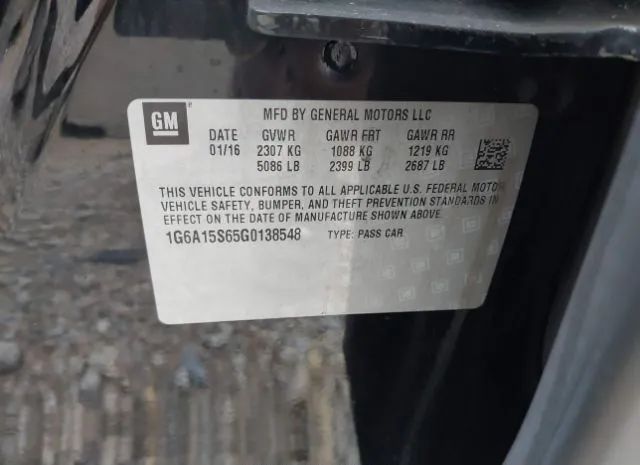 GM
MFD BY GENERAL MOTORS LLC
DATE GVWR GAWR FRT GAWR RR
01/16 2307 KG 1088 KG 1219 KG
5086 LB 2399 LB 2687 LB
THIS VEHICLE CONFORMS TO ALL APPLICABLE U.S. FEDERAL MOTOR
VEHICLE SAFETY, BUMPER, AND THEFT PREVENTION STANDARDS IN
EFFECT ON THE DATE OF MANUFACTURE SHOWN ABOVE.
1G6A15S65G0138548 TYPE: PASS CAR